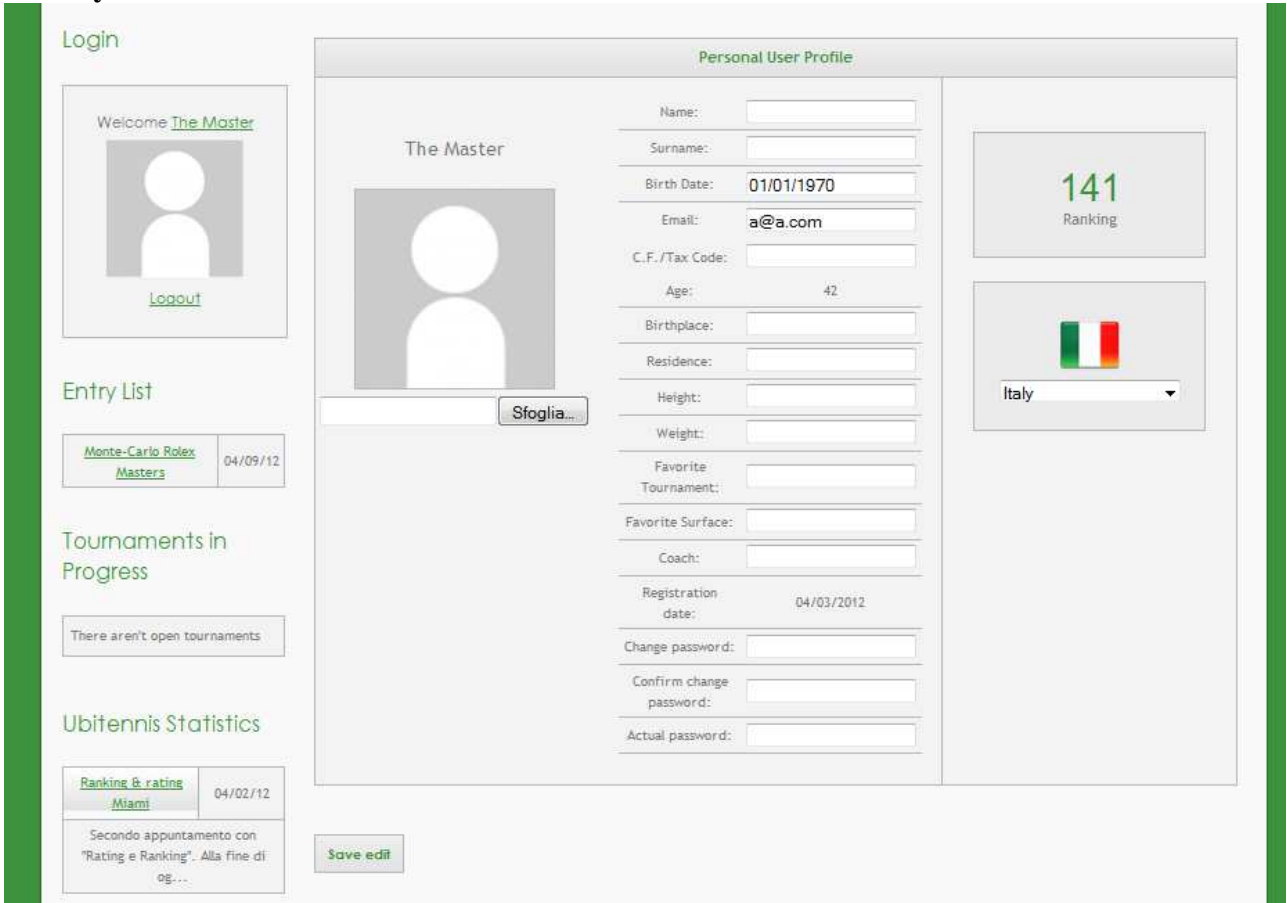 Login
Welcome The Master
Logout
Entry List
Monte-Carlo Rolex
Masters
04/09/12
Tournaments in
Progress
There aren't open tournaments
Ubitennis Statistics
Ranking & rating
Miami
04/02/12
Secondo appuntamento con
"Rating e Ranking". Alla fine di
og...
Personal User Profile
The Master
Sfoglia...
Name:
Surname:
Birth Date: 01/01/1970
Email: a@a.com
C.F./Tax Code:
Age: 42
Birthplace:
Residence:
Height:
Weight:
Favorite
Tournament:
Favorite Surface:
Coach:
Registration
date:
04/03/2012
Change password:
Confirm change
password:
Actual password:
141
Ranking
Italy
Save edit